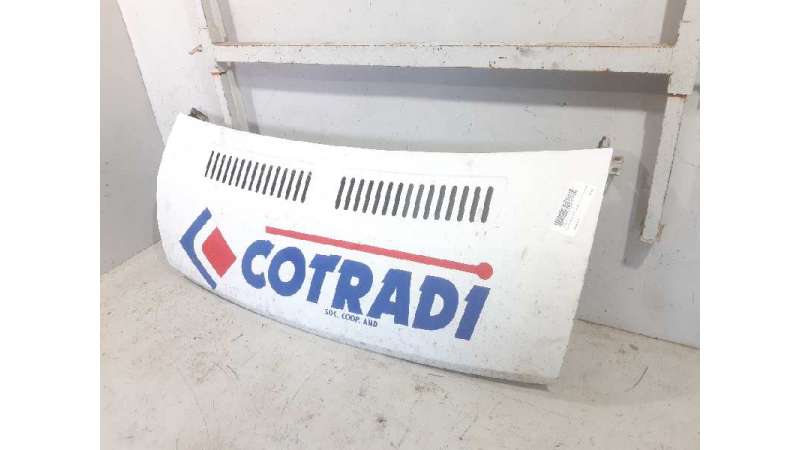 COTRADI
SOC. COOP. AND